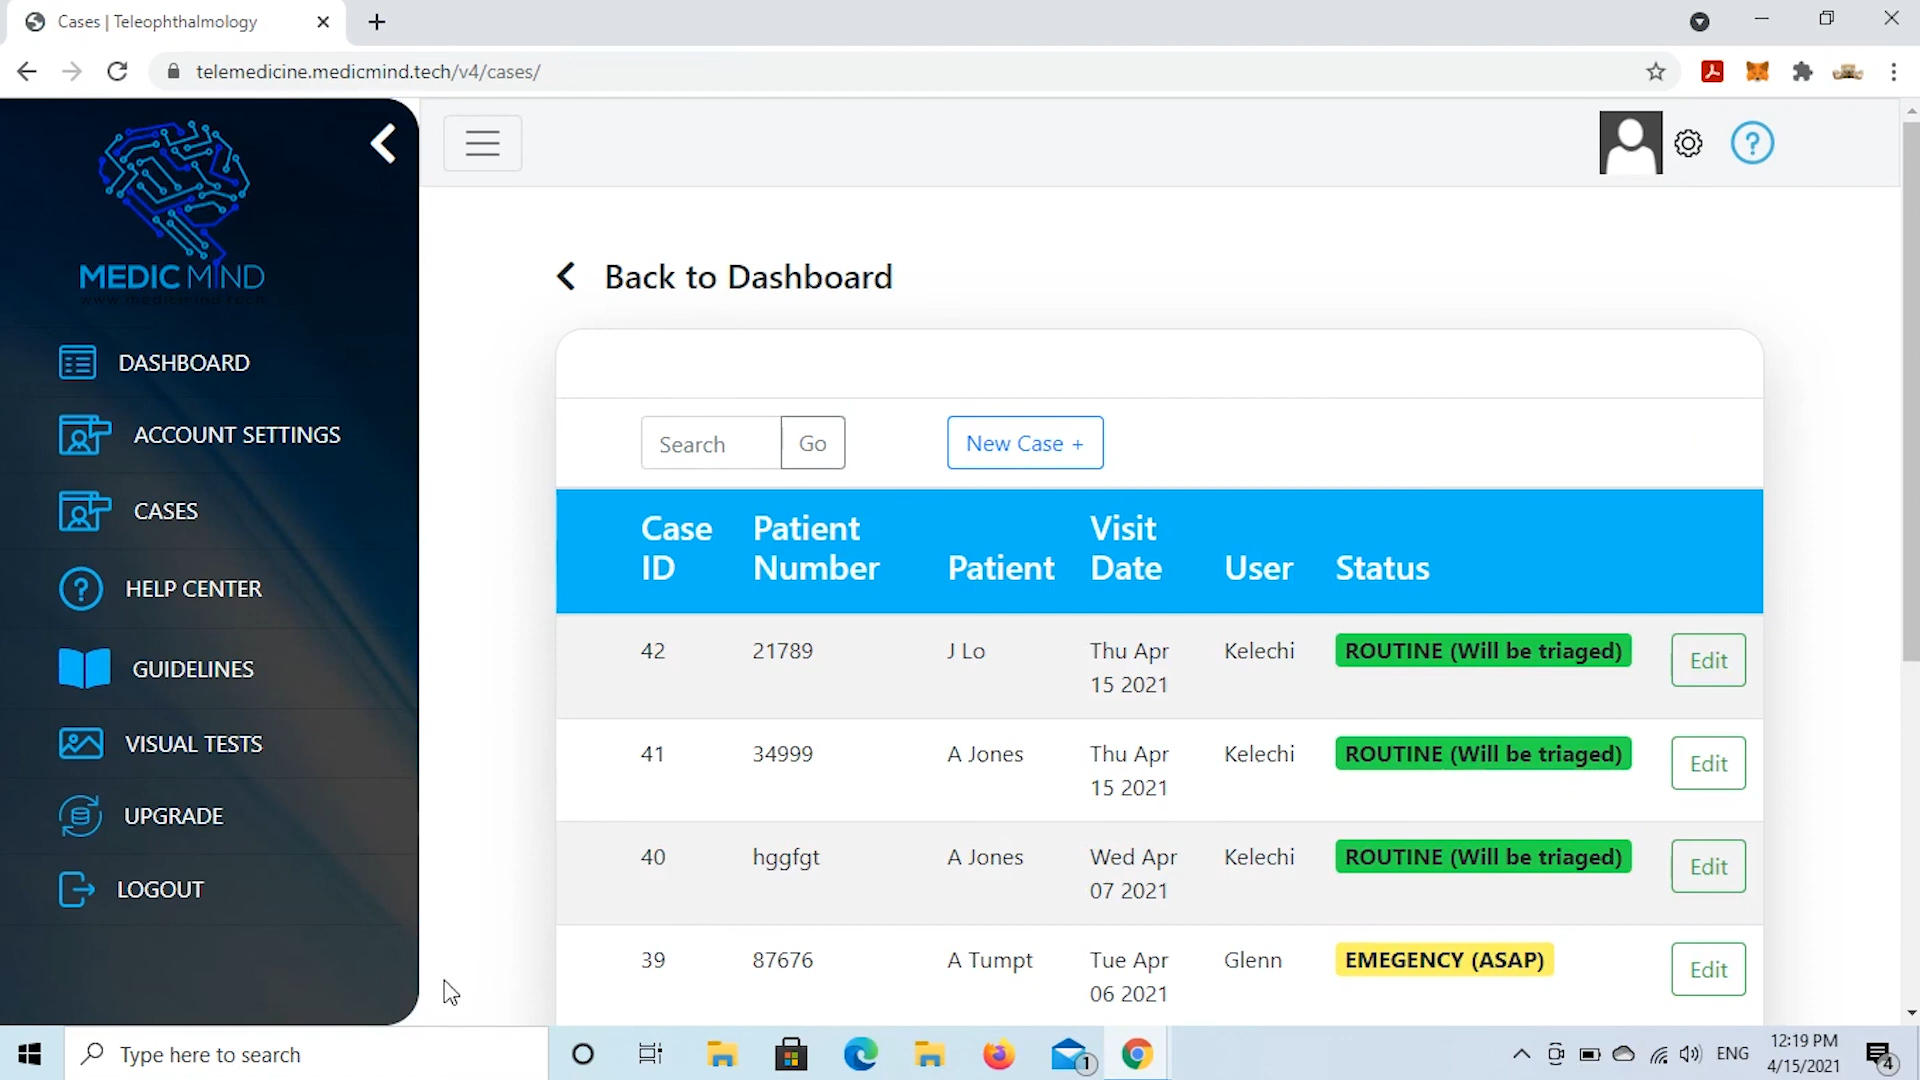 Cases | Teleophthalmology
telemedicine.medicmind.tech/v4/cases/
MEDIC MIND
www.medicmind.tech
DASHBOARD
ACCOUNT SETTINGS
CASES
HELP CENTER
GUIDELINES
VISUAL TESTS
UPGRADE
LOGOUT
Back to Dashboard
Search Go New Case +
Case ID Patient Number Patient Visit Date User Status
42 21789 J Lo Thu Apr 15 2021 Kelechi ROUTINE (Will be triaged) Edit
41 34999 A Jones Thu Apr 15 2021 Kelechi ROUTINE (Will be triaged) Edit
40 hggfgt A Jones Wed Apr 07 2021 Kelechi ROUTINE (Will be triaged) Edit
39 87676 A Tumpt Tue Apr 06 2021 Glenn EMEGENCY (ASAP) Edit
Type here to search
1
ENG
12:19 PM
4/15/2021
4